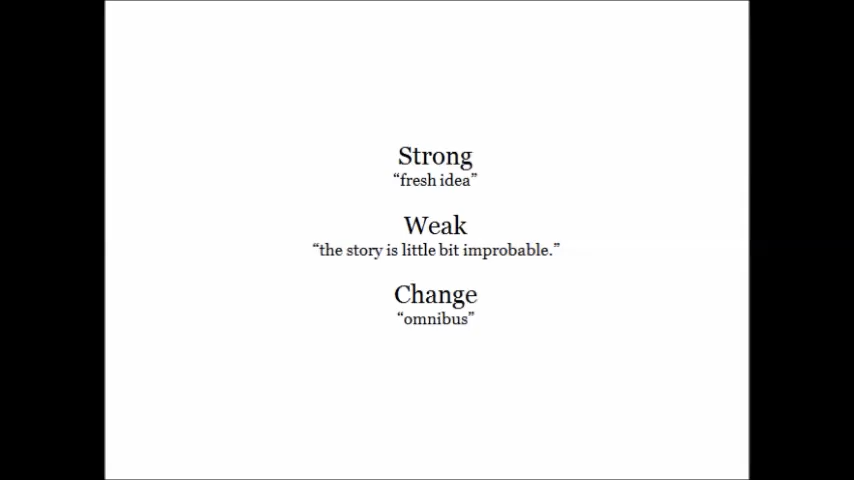 Strong
“fresh idea”
Weak
“the story is little bit improbable.”
Change
“omnibus”